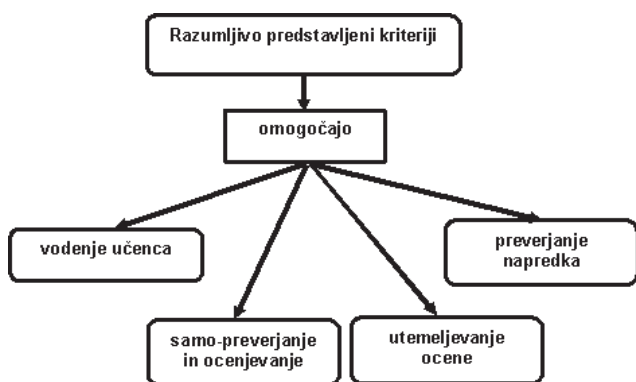 Razumljivo predstavljeni kriteriji
omogočajo
vodenje učenca
preverjanje
napredka
samo-preverjanje
in ocenjevanje
utemeljevanje
ocene